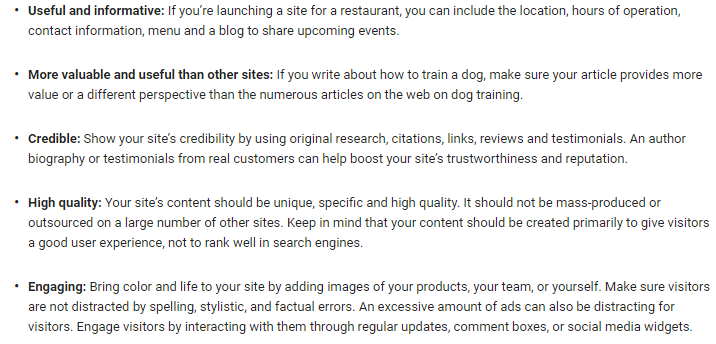 • Useful and informative: If you're launching a site for a restaurant, you can include the location, hours of operation,
contact information, menu and a blog to share upcoming events.
• More valuable and useful than other sites: If you write about how to train a dog, make sure your article provides more
value or a different perspective than the numerous articles on the web on dog training.
• Credible: Show your site's credibility by using original research, citations, links, reviews and testimonials. An author
biography or testimonials from real customers can help boost your site's trustworthiness and reputation.
• High quality: Your site's content should be unique, specific and high quality. It should not be mass-produced or
outsourced on a large number of other sites. Keep in mind that your content should be created primarily to give visitors
a good user experience, not to rank well in search engines.
• Engaging: Bring color and life to your site by adding images of your products, your team, or yourself. Make sure visitors
are not distracted by spelling, stylistic, and factual errors. An excessive amount of ads can also be distracting for
visitors. Engage visitors by interacting with them through regular updates, comment boxes, or social media widgets.